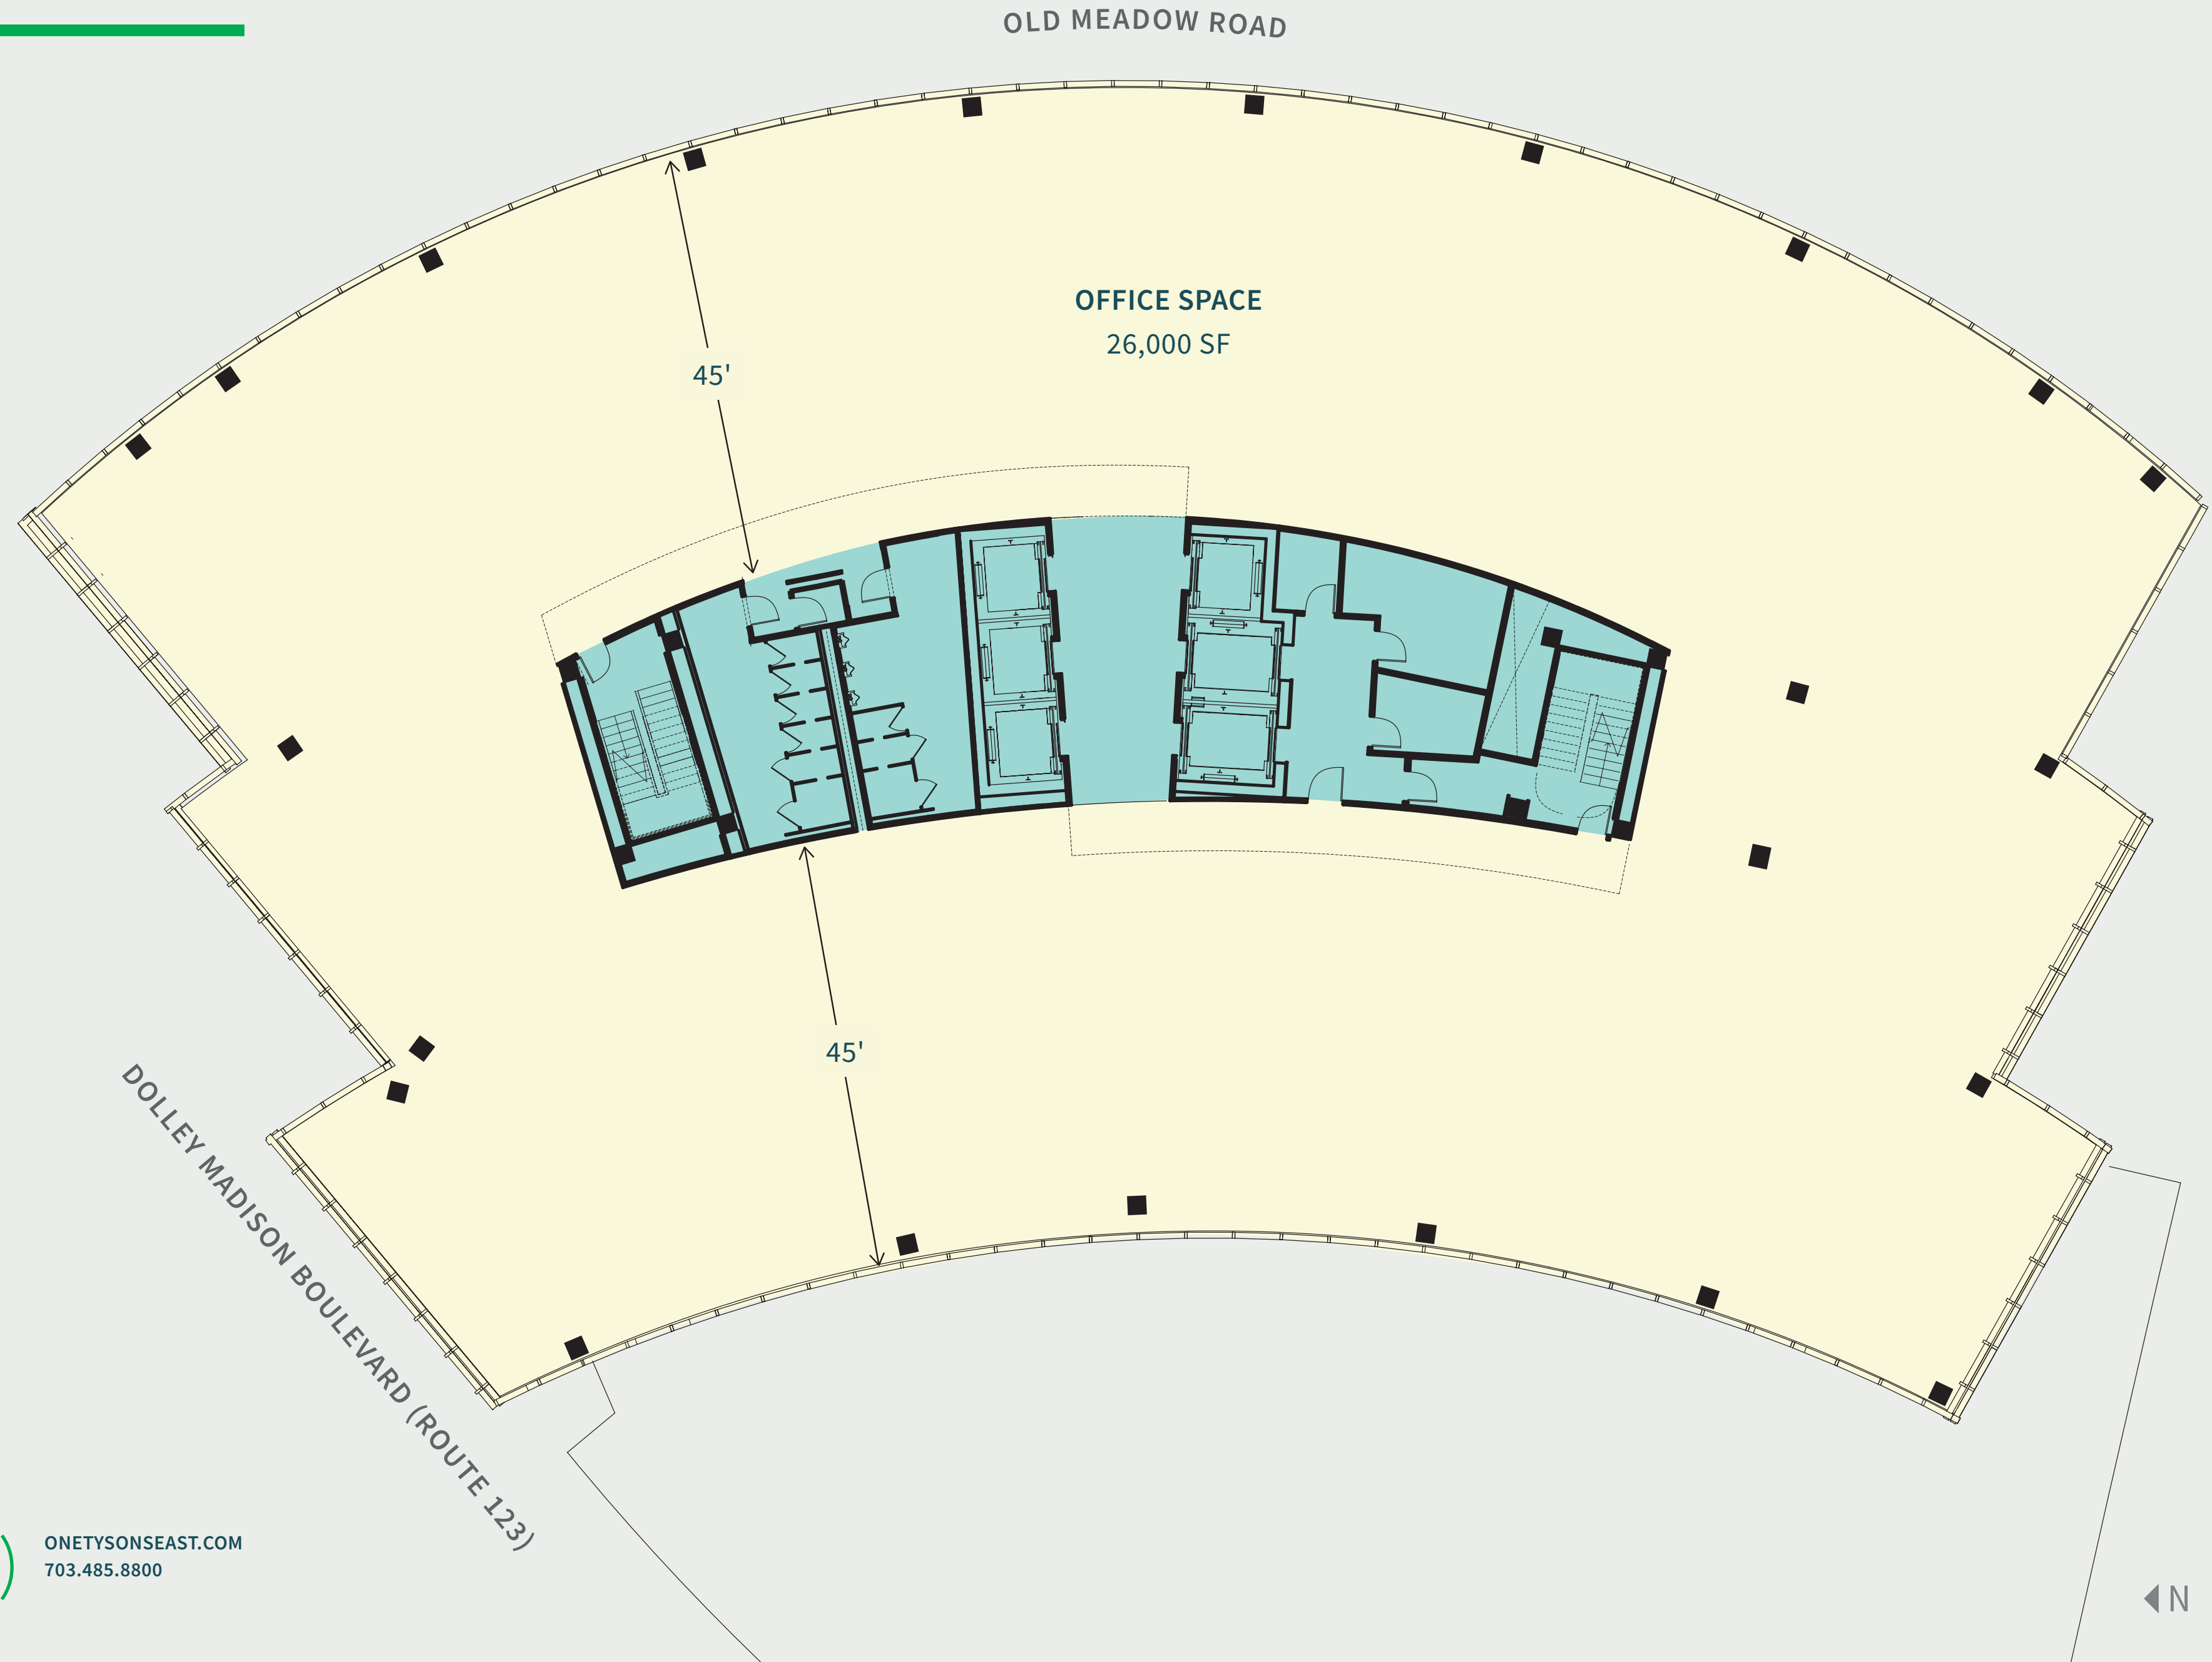 OLD MEADOW ROAD
OFFICE SPACE
26,000 SF
45'
45'
DOLLEY MADISON BOULEVARD (ROUTE 123)
ONETYSONSEAST.COM
703.485.8800
N